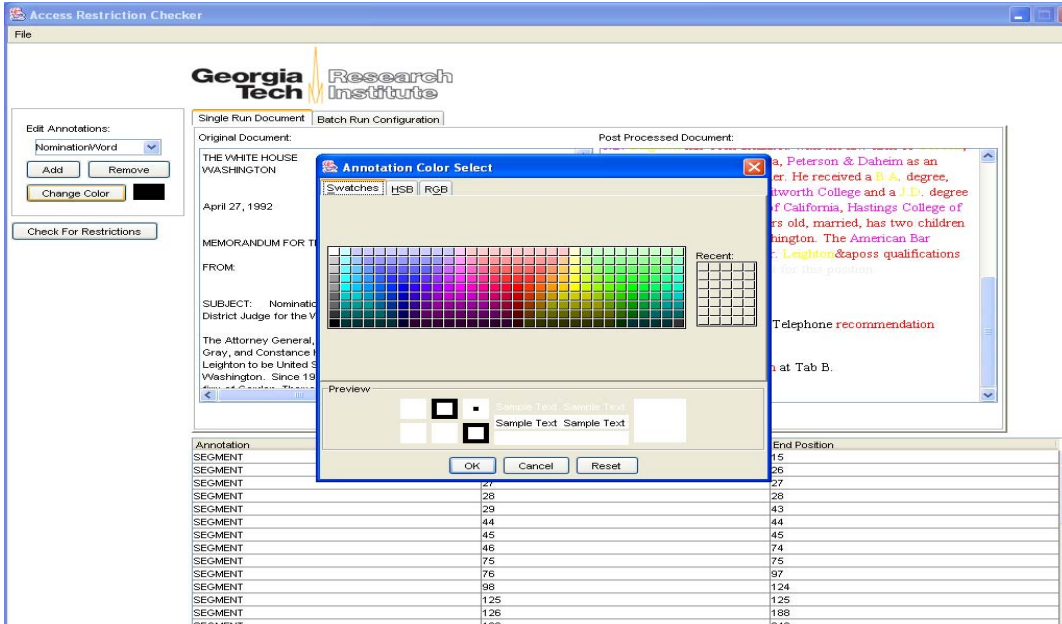 Access Restriction Checker
File
Georgia Research
Tech Institute
Single Run Document Batch Run Configuration
Edit Annotations:
NominationWord
Add Remove
Change Color
Check For Restrictions
Original Document:
THE WHITE HOUSE
WASHINGTON
April 27, 1992
MEMORANDUM FOR T
FROM:
SUBJECT: Nominatio
District Judge for the W
The Attorney General,
Gray, and Constance
Leighton to be United S
Washington. Since 19
Post Processed Document:
a, Peterson & Daheim as an
er. He received a B.A. degree,
itworth College and a J.D. degree
of California, Hastings College of
rs old, married, has two children
hington. The American Bar
r. Leighton&aposs qualifications
for this position.
Telephone recommendation
at Tab B.
Annotation Color Select
Swatches HSB RGB
Recent:
Preview
Sample Text Sample Text
Sample Text Sample Text
OK Cancel Reset
Annotation End Position
SEGMENT 15
SEGMENT 26
SEGMENT 27 27
SEGMENT 28 28
SEGMENT 29 43
SEGMENT 44 44
SEGMENT 45 45
SEGMENT 46 74
SEGMENT 75 75
SEGMENT 76 97
SEGMENT 98 124
SEGMENT 125 125
SEGMENT 126 188